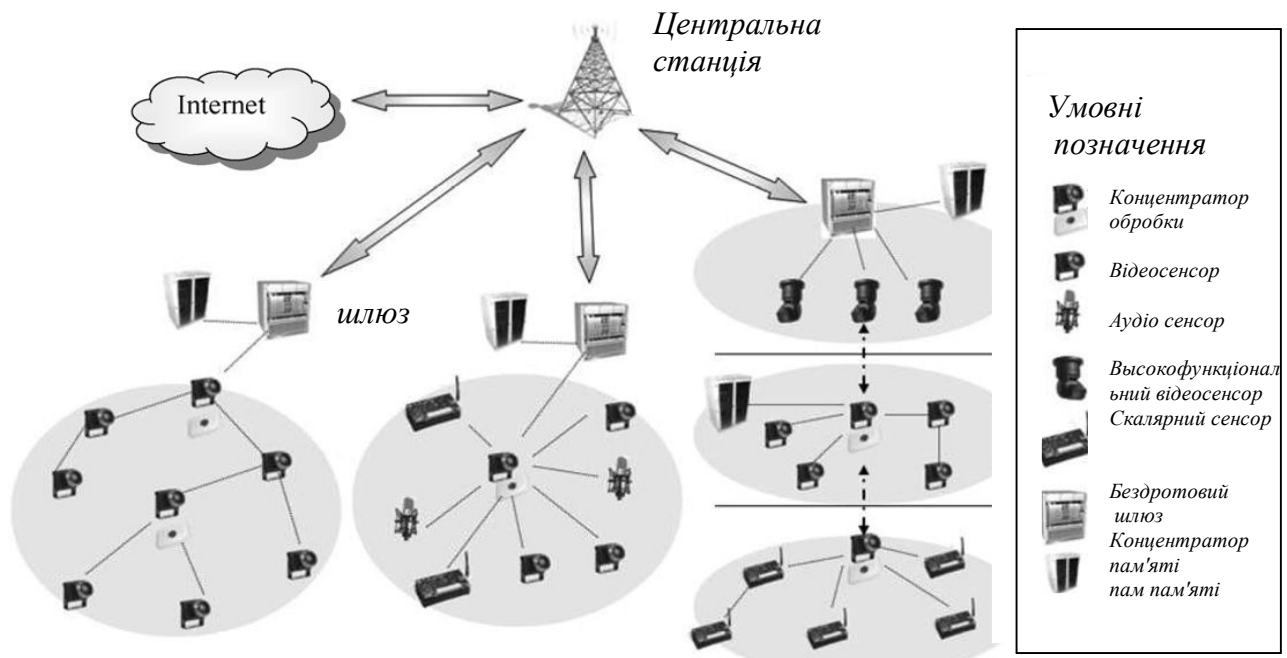 Центральна
станція
Internet
шлюз
Умовні
позначення
Концентратор
обробки
Відеосенсор
Аудіо сенсор
Высокофункціонал
ьний відеосенсор
Скалярний сенсор
Бездротовий
шлюз
Концентратор
пам'яті
пам пам'яті